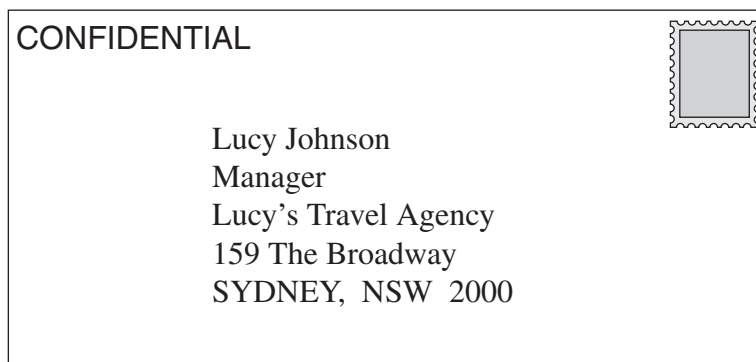 CONFIDENTIAL
Lucy Johnson
Manager
Lucy's Travel Agency
159 The Broadway
SYDNEY, NSW 2000